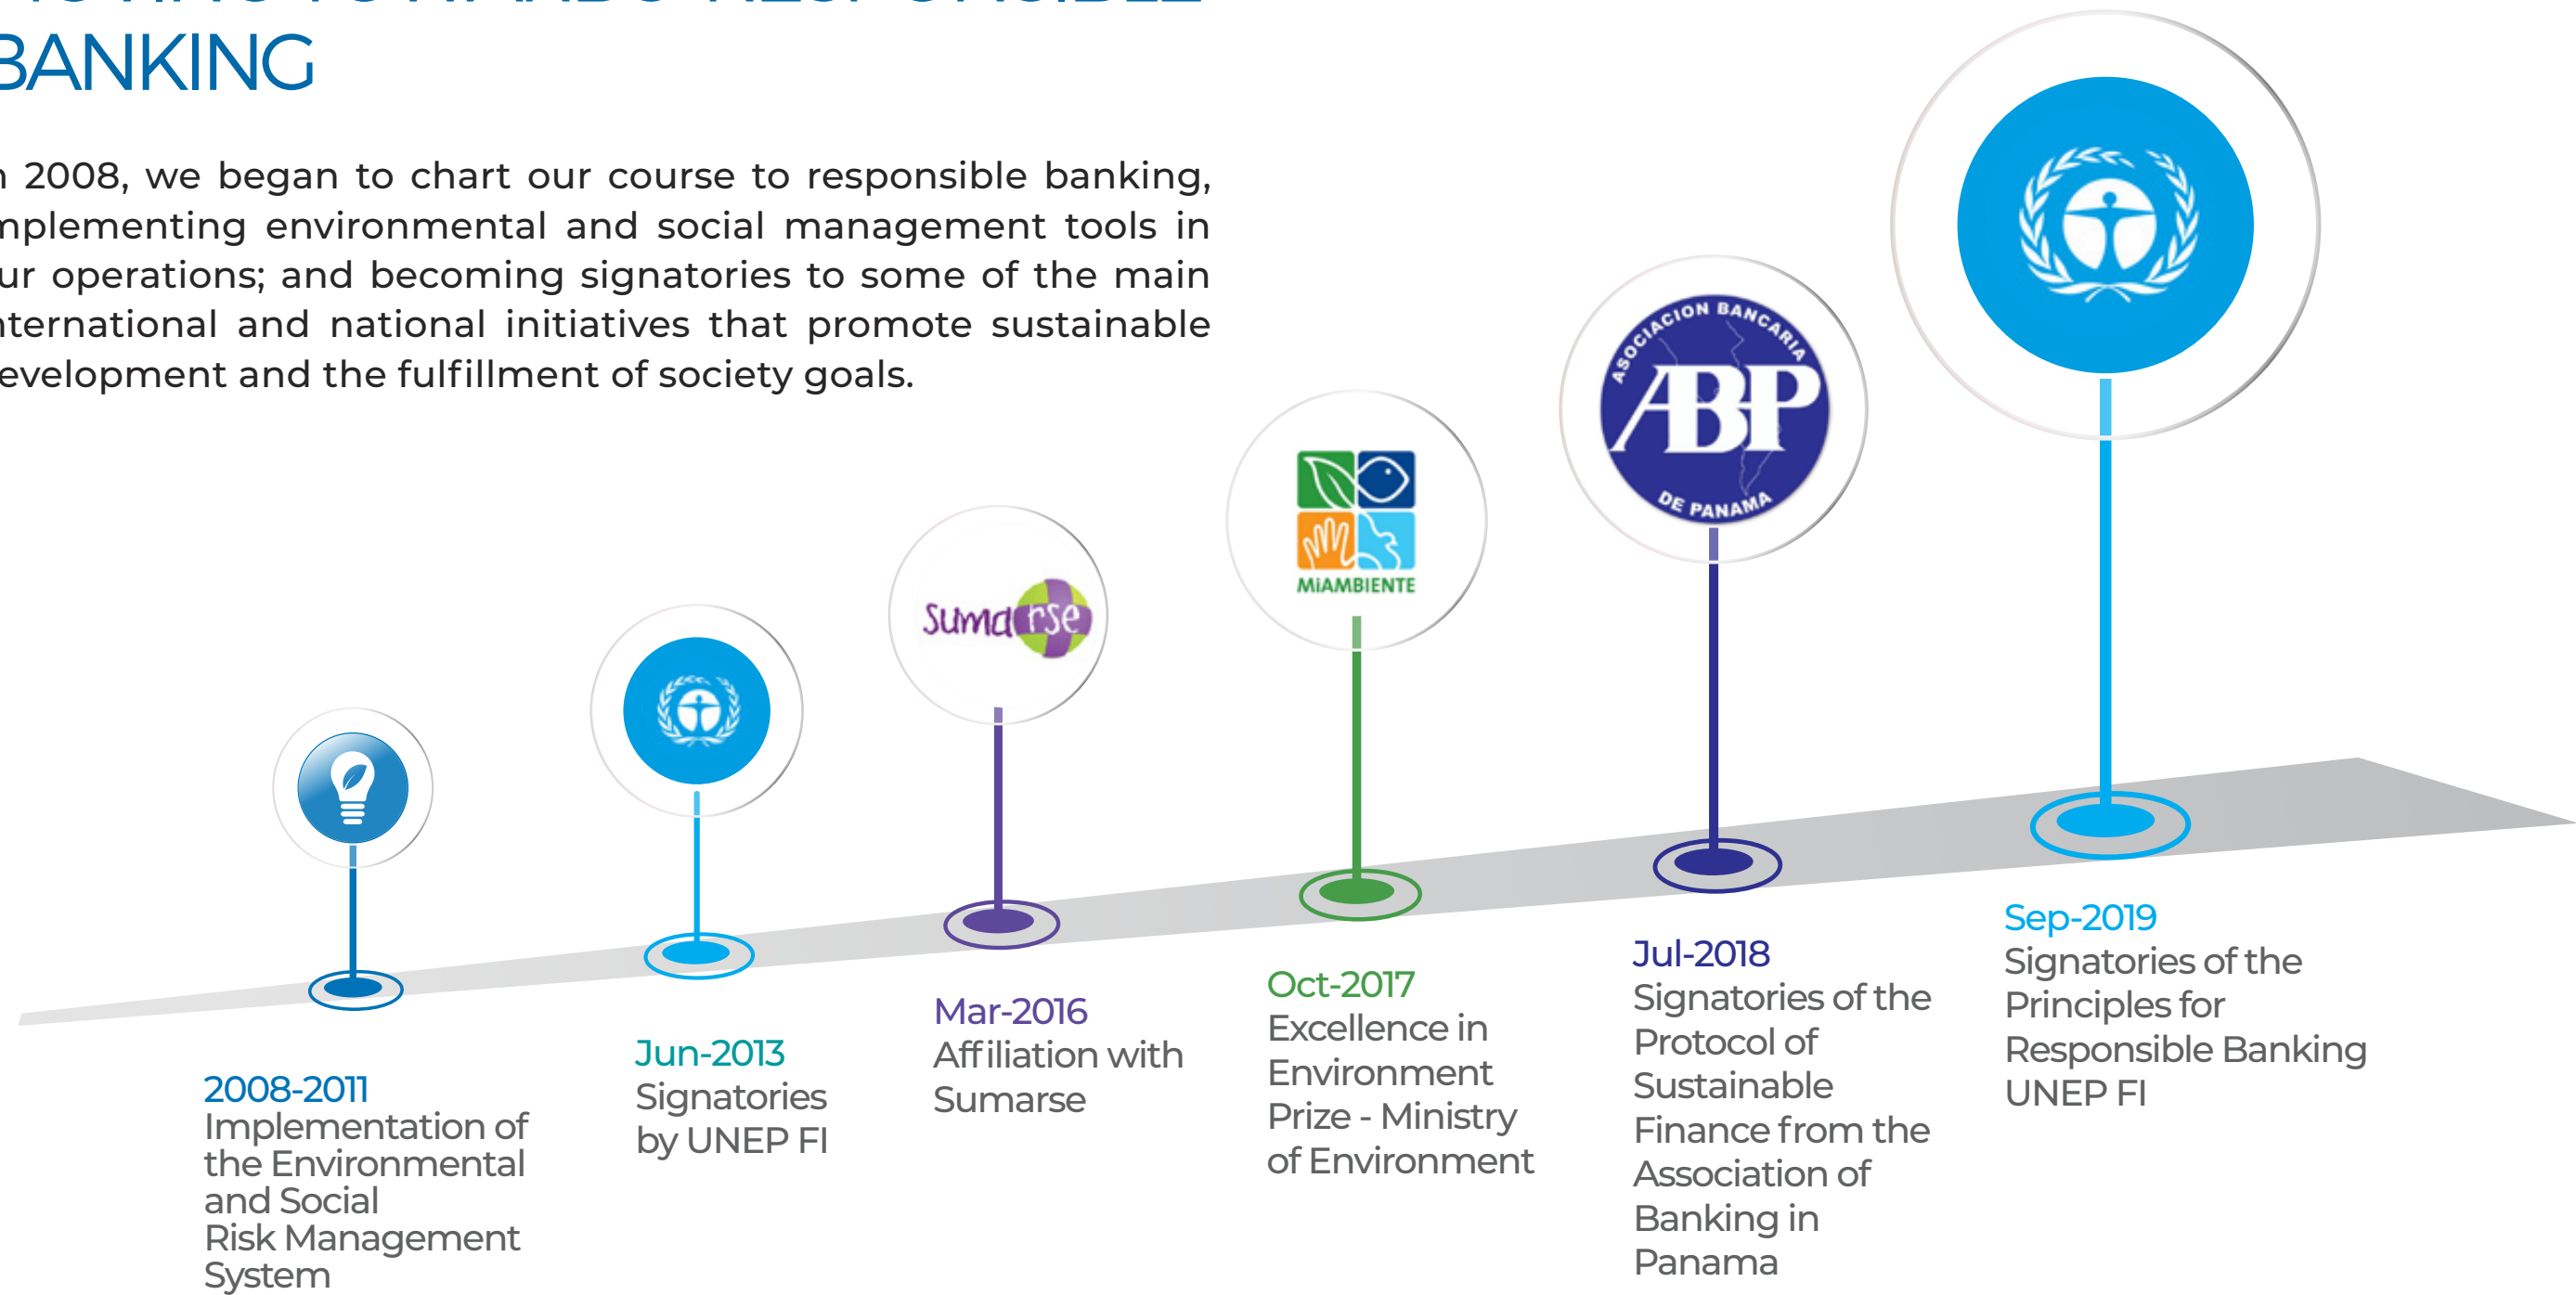 MOVING TOWARDS RESPONSIBLE
BANKING
2008, we began to chart our course to responsible banking,
mplementing environmental and social management tools in
ur operations; and becoming signatories to some of the main
nternational and national initiatives that promote sustainable
evelopment and the fulfillment of society goals.
ASOCIACION BANCARIA
ABP
DE PANAMA
MiAMBIENTE
Sumarse
2008-2011
Implementation of
the Environmental
and Social
Risk Management
System
Jun-2013
Signatories
by UNEP FI
Mar-2016
Affiliation with
Sumarse
Oct-2017
Excellence in
Environment
Prize - Ministry
of Environment
Jul-2018
Signatories of the
Protocol of
Sustainable
Finance from the
Association of
Banking in
Panama
Sep-2019
Signatories of the
Principles for
Responsible Banking
UNEP FI